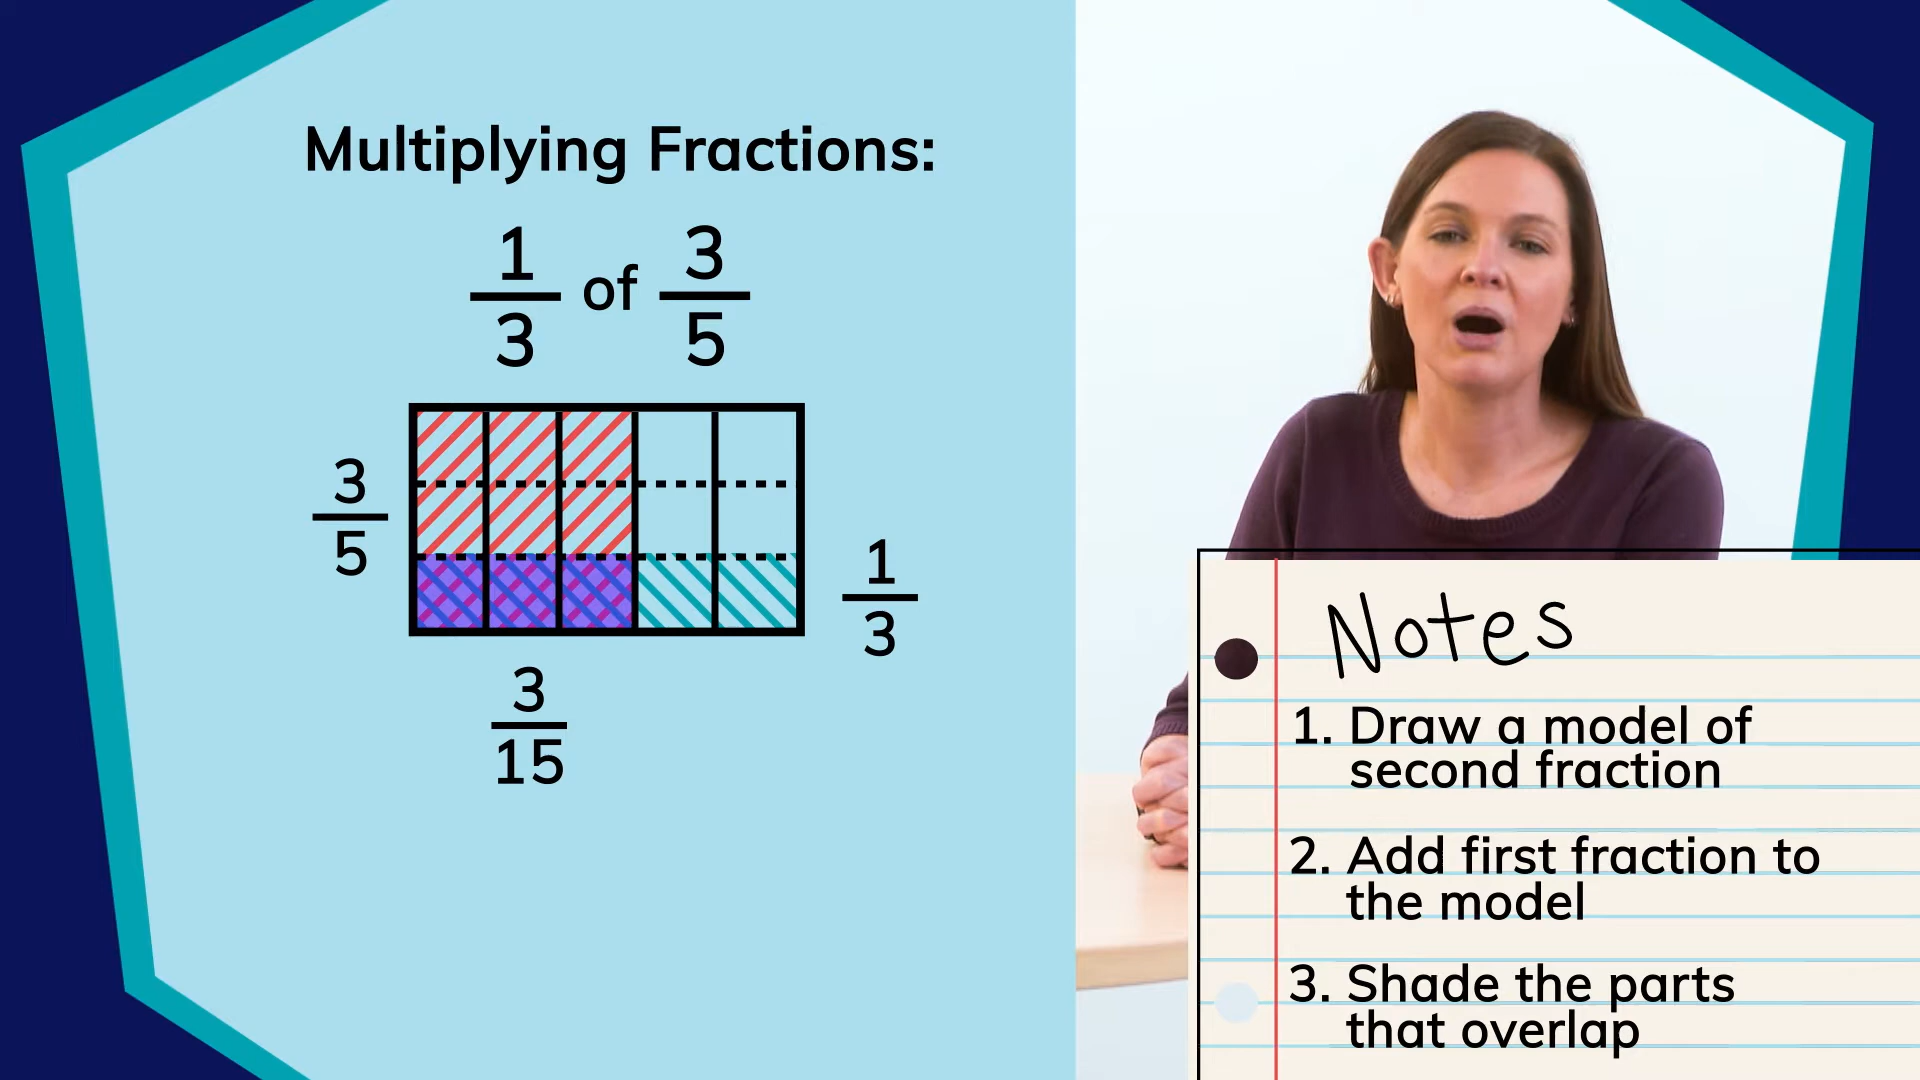 Multiplying Fractions:
1/3 of 3/5
3/5
1/3
3/15
Notes
1. Draw a model of
second fraction
2. Add first fraction to
the model
3. Shade the parts
that overlap